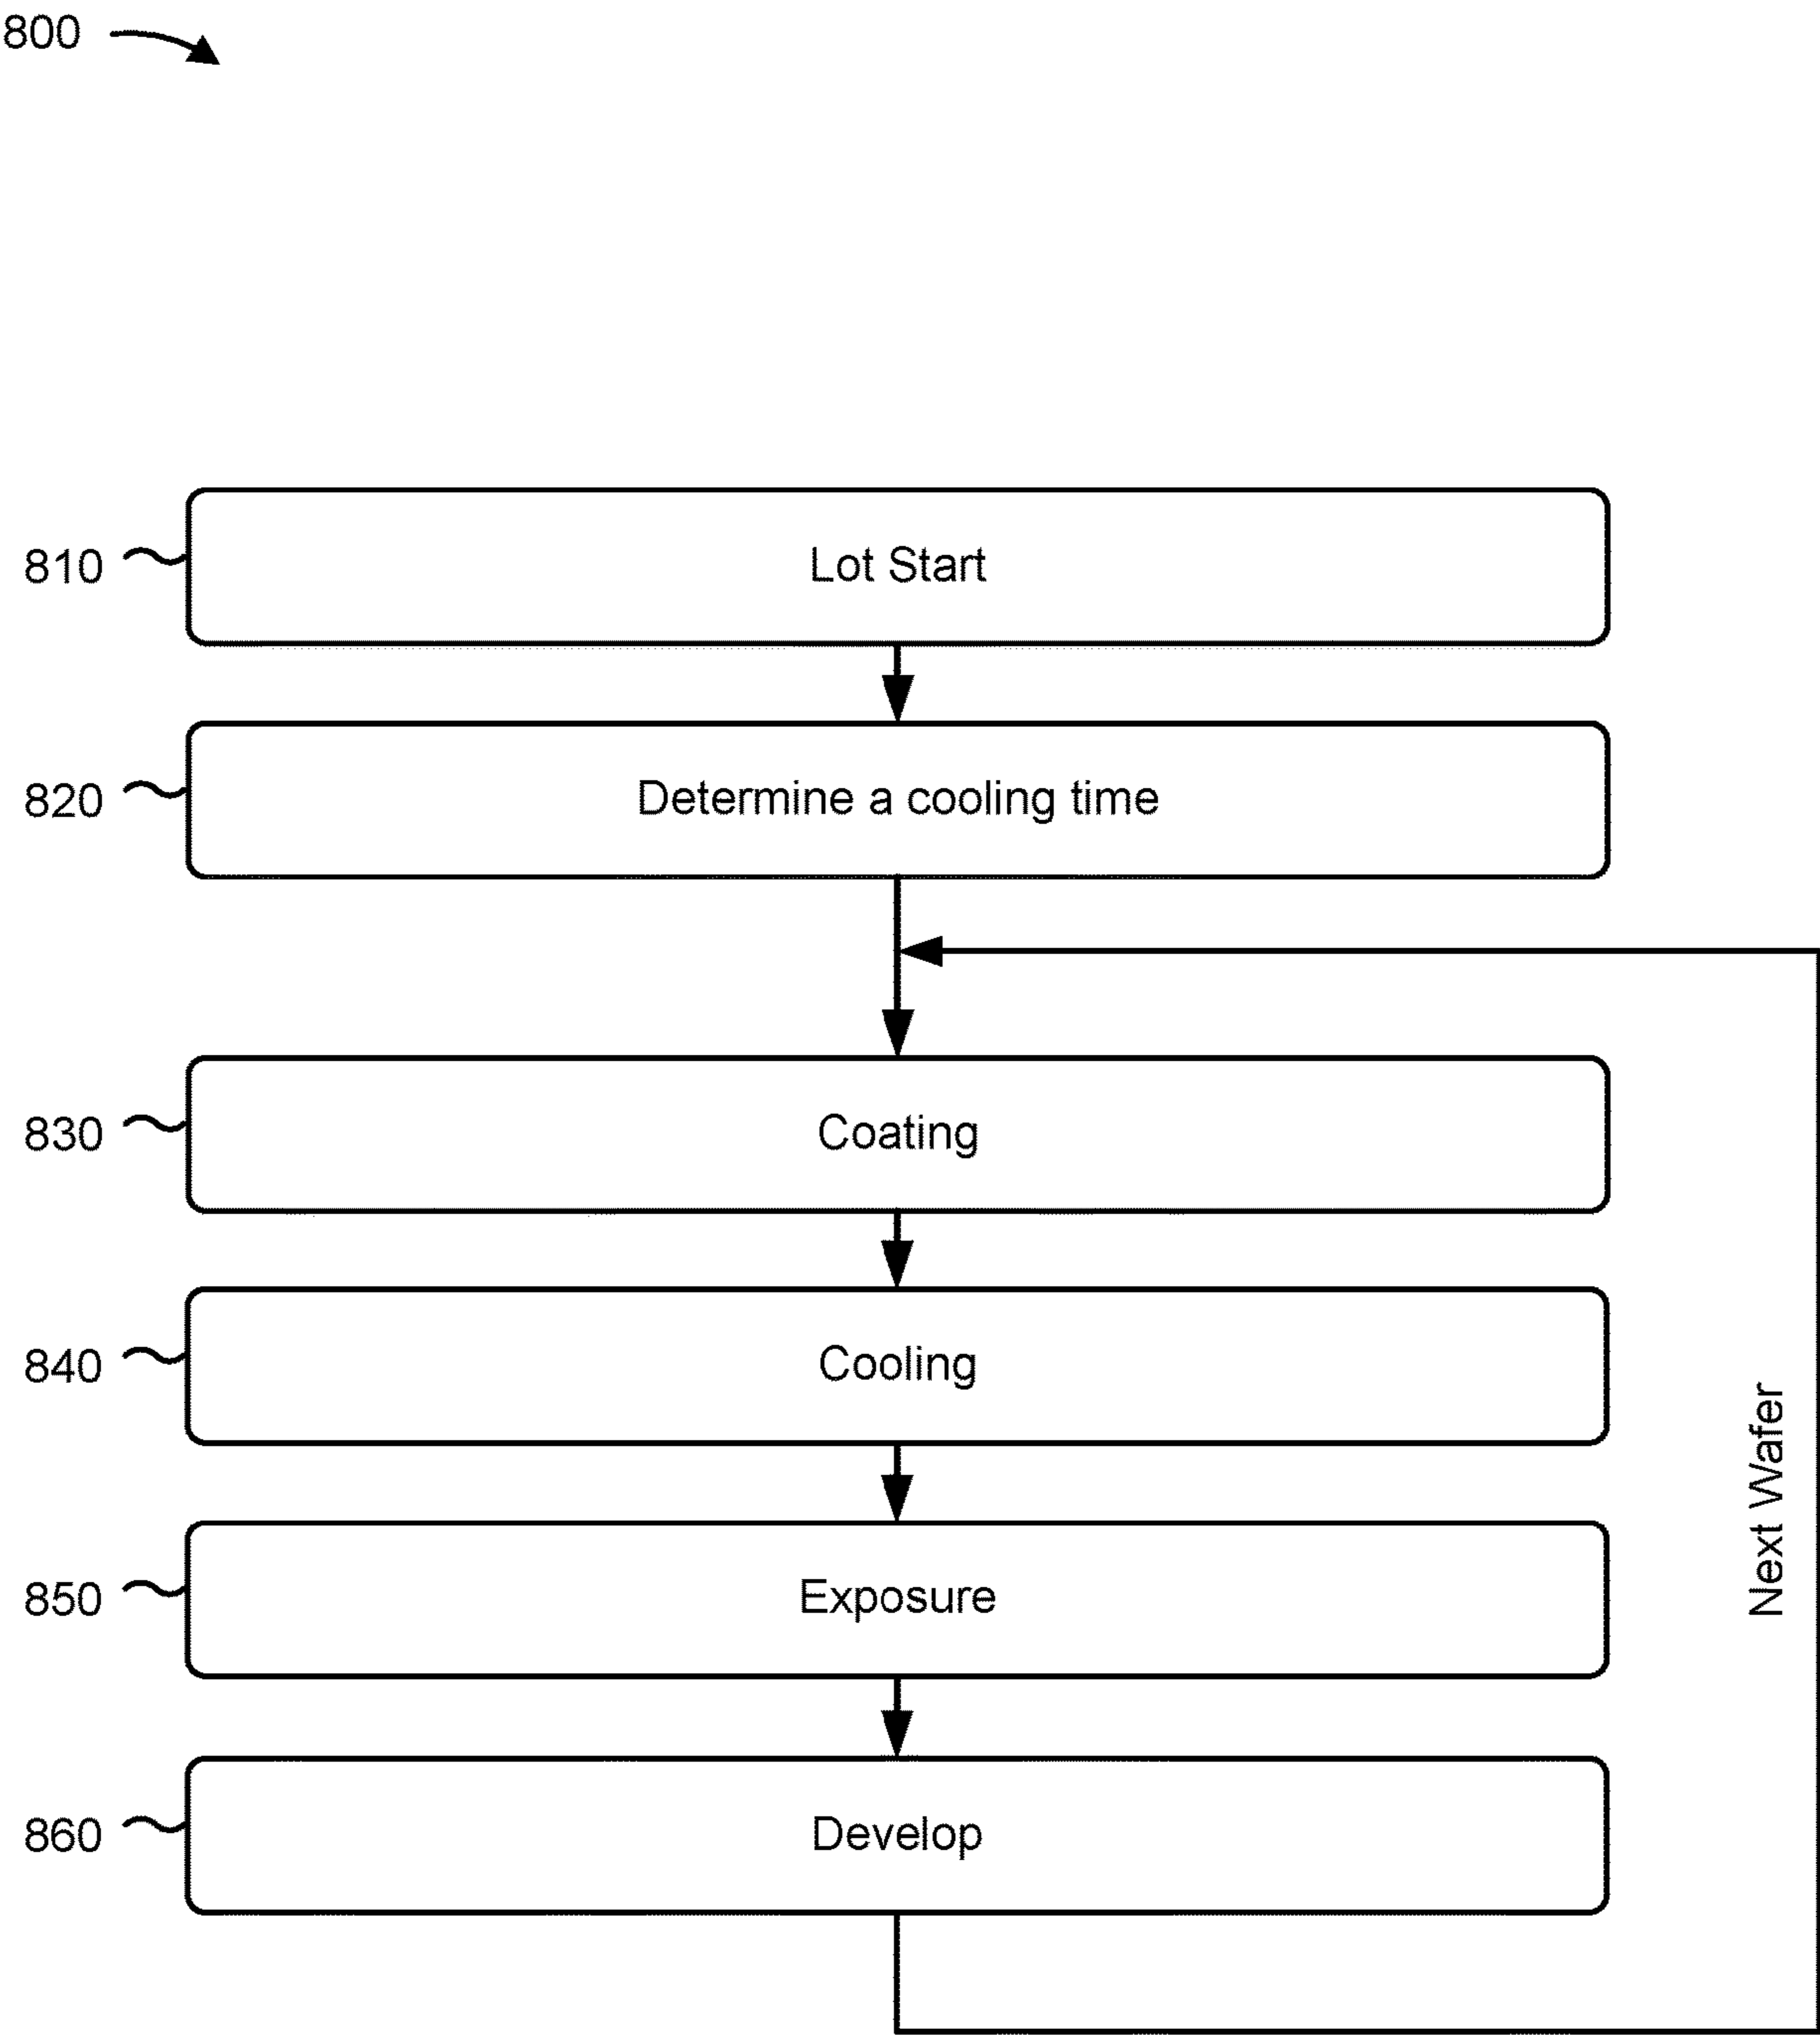 800
810
Lot Start
820
Determine a cooling time
830
Coating
840
Cooling
850
Exposure
860
Develop
Next Wafer